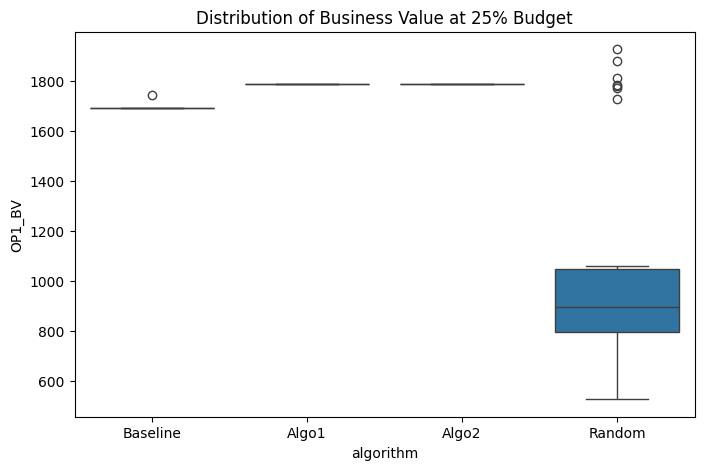 Distribution of Business Value at 25% Budget
OP1_BV
1800
1600
1400
1200
1000
800
600
Baseline
Algo1
Algo2
Random
algorithm